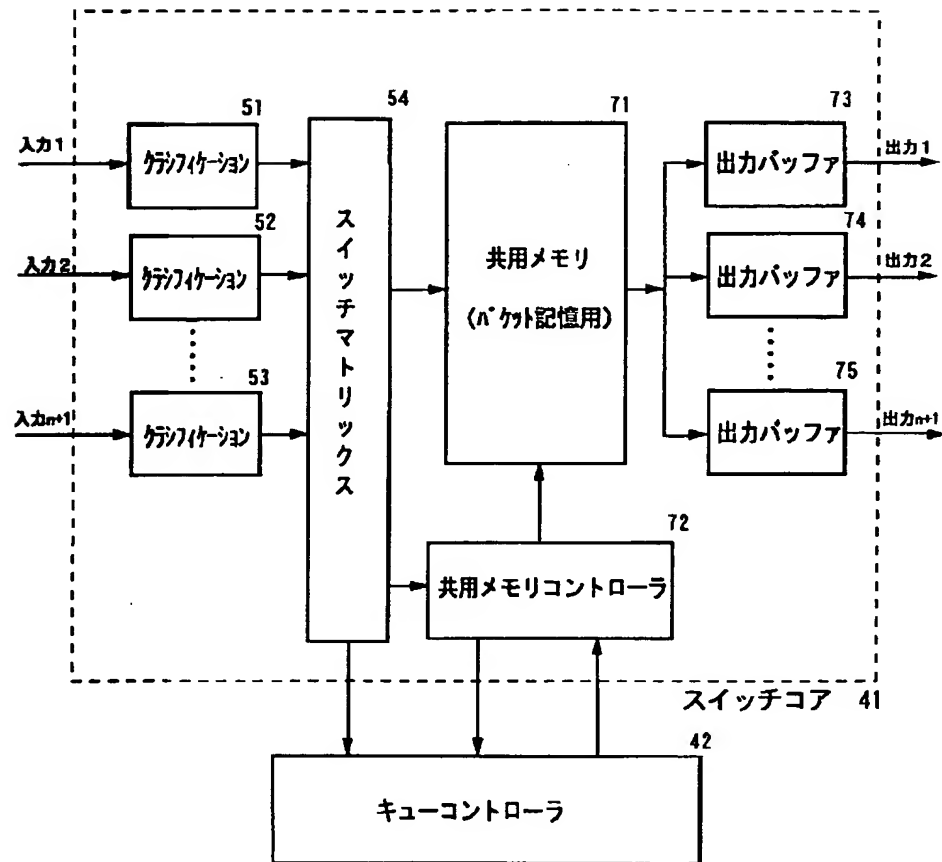 51
54
71
73
入力1
クラシフィケーション
出力バッファ
出力1
52
74
入力2
クラシフィケーション
スイッチマトリックス
共用メモリ
(パケット記憶用)
出力バッファ
出力2
53
75
入力n+1
クラシフィケーション
出力バッファ
出力n+1
72
共用メモリコントローラ
スイッチコア 41
42
キューコントローラ